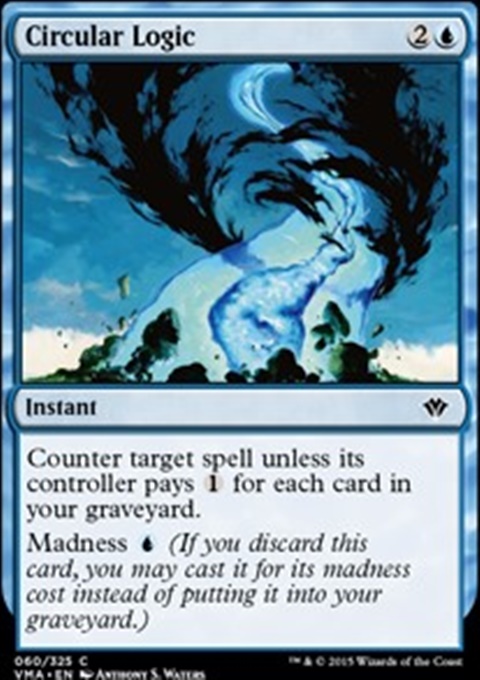 Circular Logic 2
Instant
Counter target spell unless its
controller pays 1 for each card in
your graveyard.
Madness (If you discard this
card, you may cast it for its madness
cost instead of putting it into your
graveyard.)
060/325 C
™ & © 2015 Wizards of the Coast
VMA • EN Anthony S. Waters